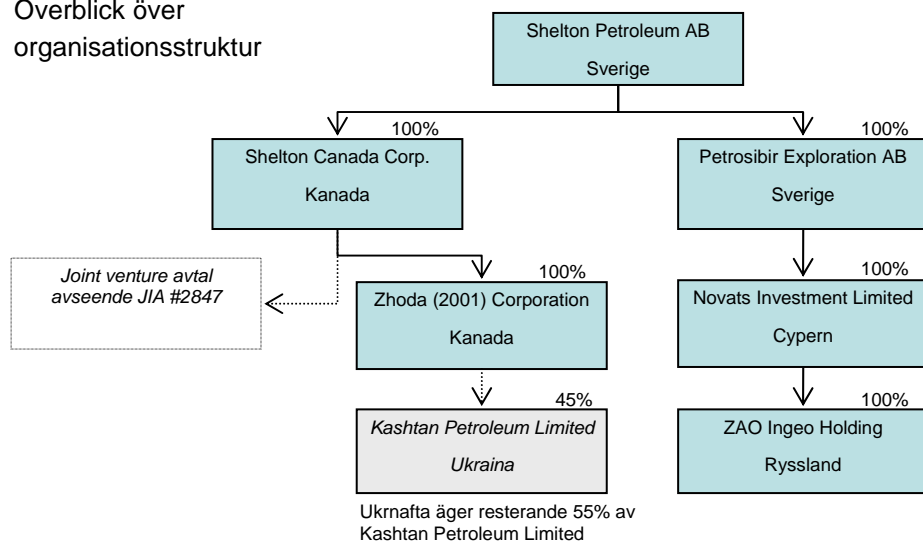 Överblick över
organisationsstruktur
Shelton Petroleum AB
Sverige
100%
Shelton Canada Corp.
Kanada
100%
Petrosibir Exploration AB
Sverige
Joint venture avtal
avseende JIA #2847
100%
Zhoda (2001) Corporation
Kanada
100%
Novats Investment Limited
Cypern
45%
Kashtan Petroleum Limited
Ukraina
100%
ZAO Ingeo Holding
Ryssland
Ukrnafta äger resterande 55% av
Kashtan Petroleum Limited